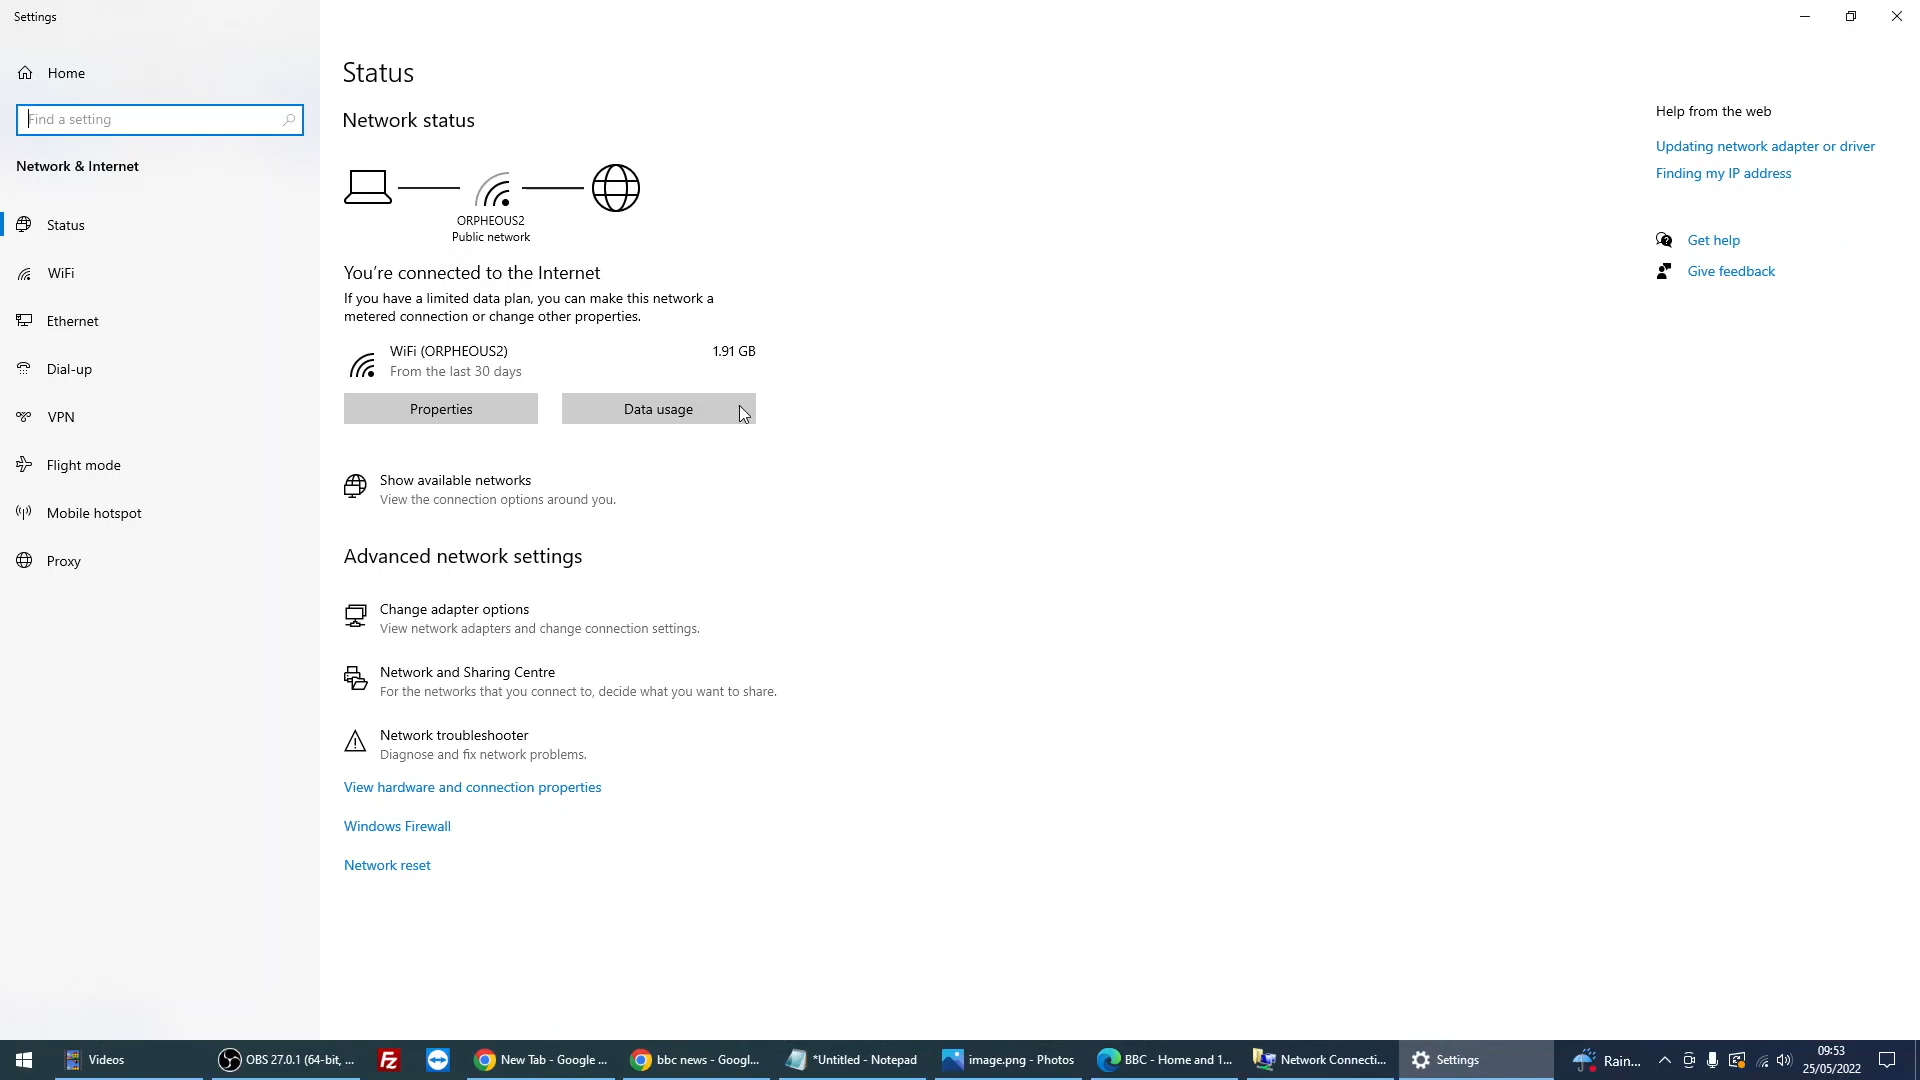 Settings
Home
Find a setting
Network & Internet
Status
WiFi
Ethernet
Dial-up
VPN
Flight mode
Mobile hotspot
Proxy
Status
Network status
ORPHEOUS2
Public network
You're connected to the Internet
If you have a limited data plan, you can make this network a
metered connection or change other properties.
WiFi (ORPHEOUS2)
1.91 GB
From the last 30 days
Properties
Data usage
Show available networks
View the connection options around you.
Advanced network settings
Change adapter options
View network adapters and change connection settings.
Network and Sharing Centre
For the networks that you connect to, decide what you want to share.
Network troubleshooter
Diagnose and fix network problems.
View hardware and connection properties
Windows Firewall
Network reset
Help from the web
Updating network adapter or driver
Finding my IP address
Get help
Give feedback
Videos
OBS 27.0.1 (64-bit, ...
Fz
New Tab - Google ...
bbc news - Googl...
*Untitled - Notepad
image.png - Photos
BBC - Home and 1...
Network Connecti...
Settings
Rain...
09:53
25/05/2022